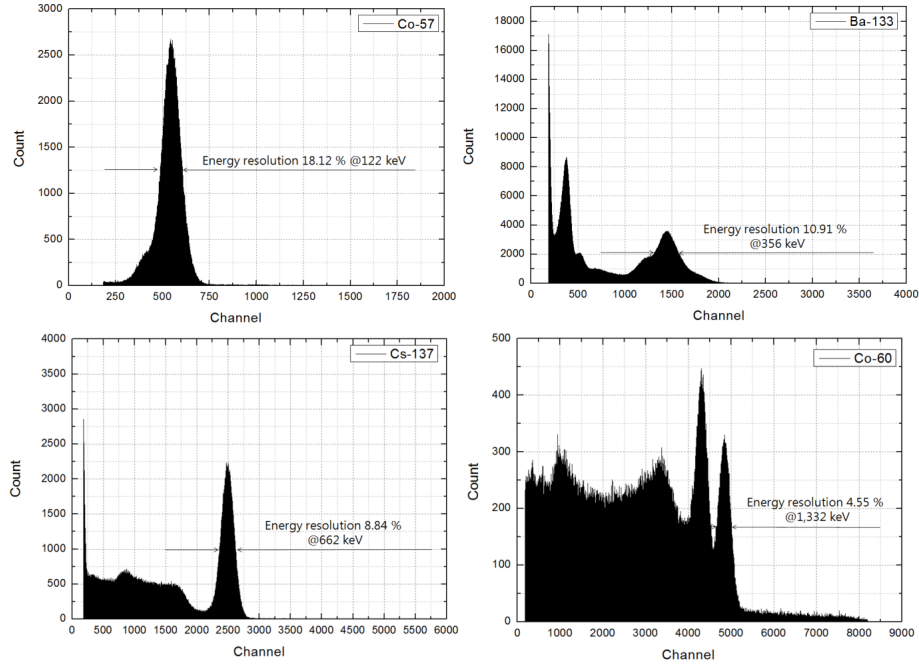 Co-57
3000
2500
2000
1500
1000
500
0
Count
Energy resolution 18.12 % @122 keV
0 250 500 750 1000 1250 1500 1750 2000
Channel
Ba-133
18000
16000
14000
12000
10000
8000
6000
4000
2000
0
Count
Energy resolution 10.91 %
@356 keV
0 500 1000 1500 2000 2500 3000 3500 4000
Channel
Cs-137
4000
3500
3000
2500
2000
1500
1000
500
0
Count
Energy resolution 8.84 %
@662 keV
0 500 1000 1500 2000 2500 3000 3500 4000 4500 5000 5500 6000
Channel
Co-60
500
400
300
200
100
0
Count
Energy resolution 4.55 %
@1,332 keV
0 1000 2000 3000 4000 5000 6000 7000 8000 9000
Channel